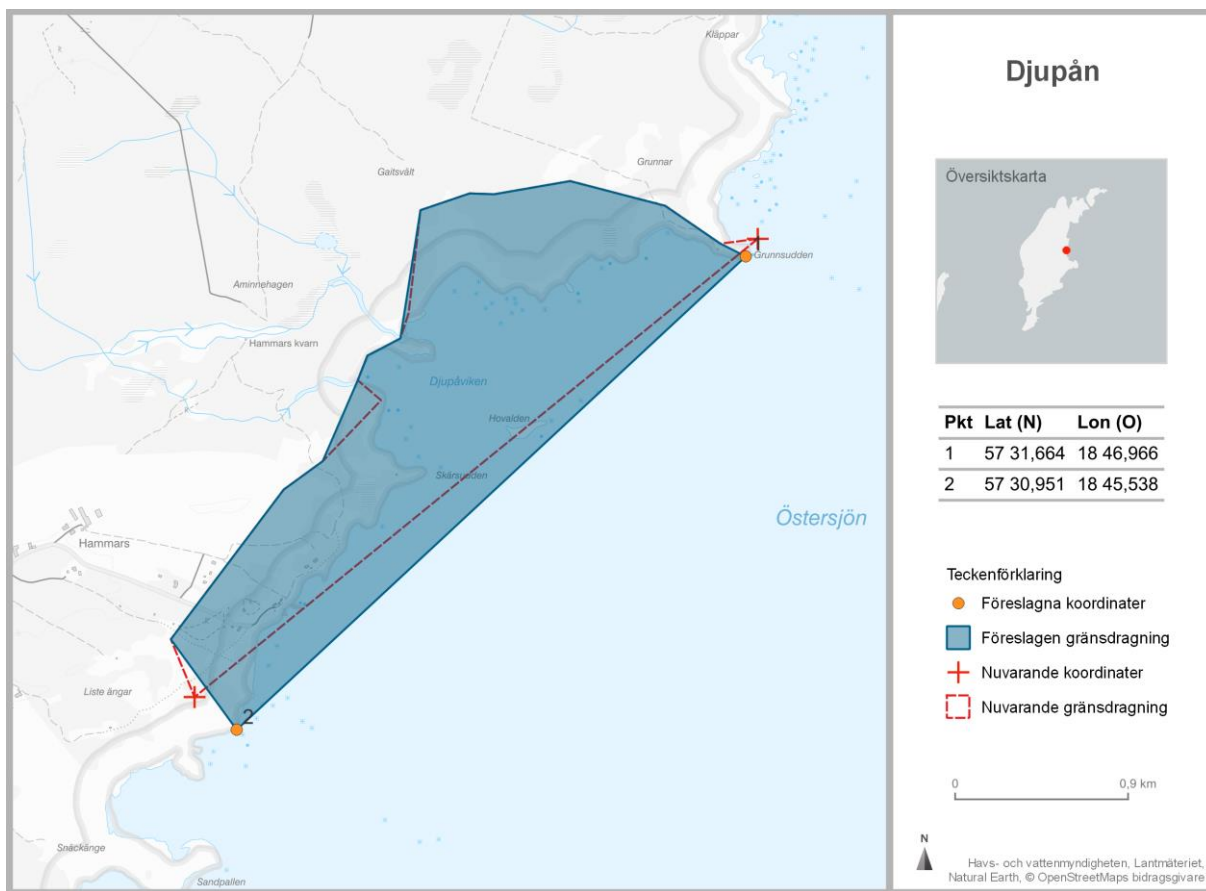 Kläppar
Grunnar
Gaitsvält
Grunnsudden
Aminnehagen
Hammars kvarn
Djupåviken
Hovalden
Skärsudden
Östersjön
Hammars
Liste ängar
2
Snäckänge
Sandpallen
Djupån
Översiktskarta
Pkt Lat (N) Lon (O)
1 57 31,664 18 46,966
2 57 30,951 18 45,538
Teckenförklaring
Föreslagna koordinater
Föreslagen gränsdragning
Nuvarande koordinater
Nuvarande gränsdragning
0 0,9 km
N
Havs- och vattenmyndigheten, Lantmäteriet,
Natural Earth, © OpenStreetMaps bidragsgivare